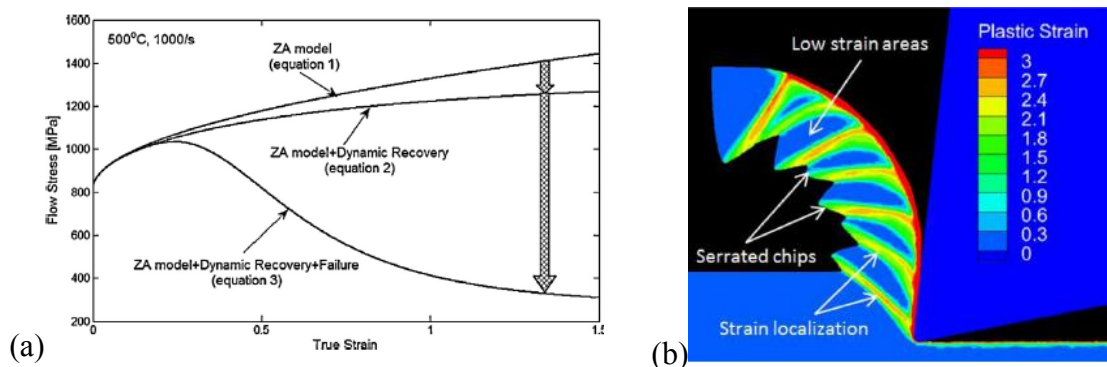 1600
1400
1200
1000
800
600
400
200
Flow Stress [MPa]
500°C, 1000/s
ZA model
(equation 1)
ZA model+Dynamic Recovery
(equation 2)
ZA model+Dynamic Recovery+Failure
(equation 3)
0
0.5
1
1.5
True Strain
(a)
Low strain areas
Serrated chips
Strain localization
Plastic Strain
3
2.7
2.4
2.1
1.8
1.5
1.2
0.9
0.6
0.3
0
(b)